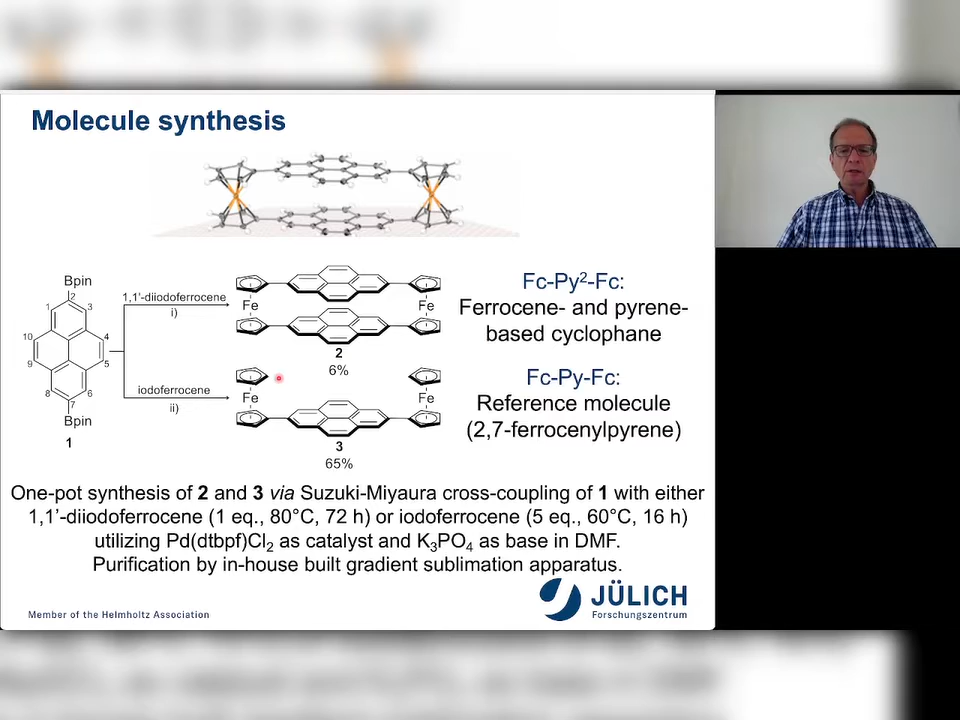 Molecule synthesis
Bpin
2
1
3
10
4
9
5
8
6
7
Bpin
1
1,1'-diiodoferrocene
i)
iodoferrocene
ii)
Fe
Fe
2
6%
Fe
Fe
3
65%
Fc-Py²-Fc:
Ferrocene- and pyrene-
based cyclophane
Fc-Py-Fc:
Reference molecule
(2,7-ferrocenylpyrene)
One-pot synthesis of 2 and 3 via Suzuki-Miyaura cross-coupling of 1 with either
1,1'-diiodoferrocene (1 eq., 80°C, 72 h) or iodoferrocene (5 eq., 60°C, 16 h)
utilizing Pd(dtbpf)Cl₂ as catalyst and K₃PO₄ as base in DMF.
Purification by in-house built gradient sublimation apparatus.
Member of the Helmholtz Association
JÜLICH
Forschungszentrum